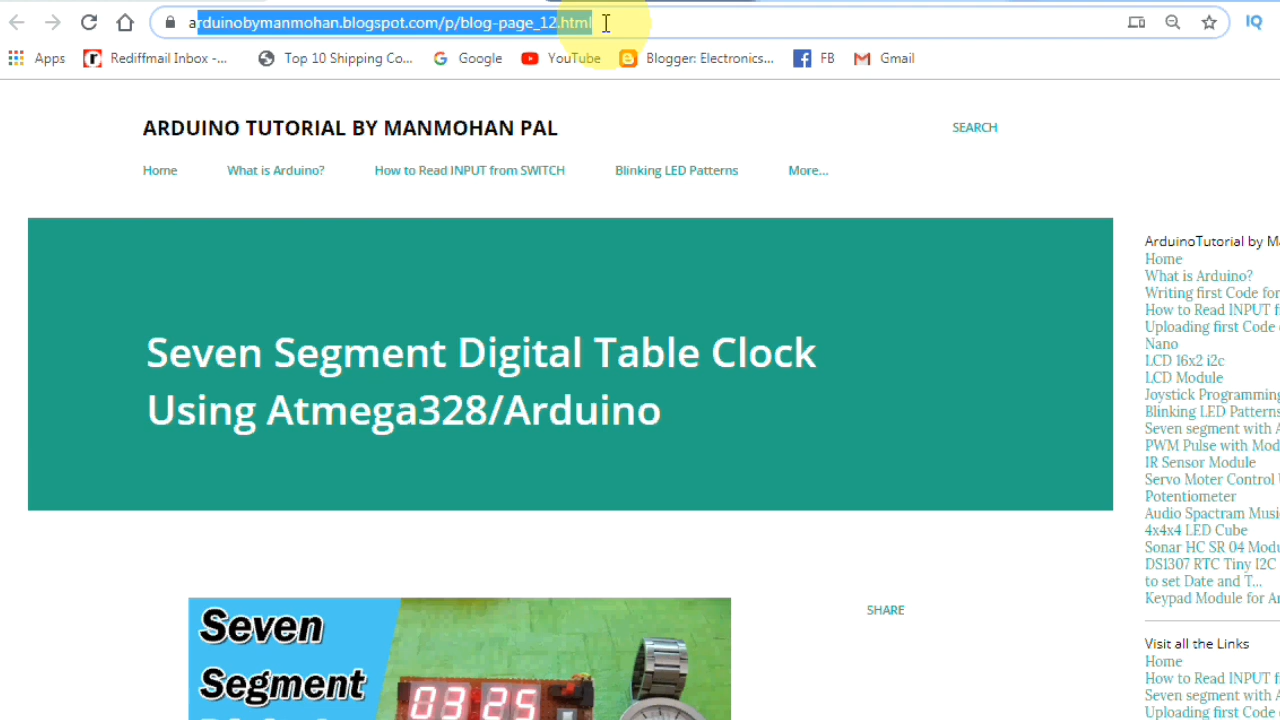 arduinobymanmohan.blogspot.com/p/blog-page_12.html
IQ
Apps
Rediffmail Inbox -...
Top 10 Shipping Co...
Google
YouTube
Blogger: Electronics...
FB
Gmail
ARDUINO TUTORIAL BY MANMOHAN PAL
SEARCH
Home
What is Arduino?
How to Read INPUT from SWITCH
Blinking LED Patterns
More...
Seven Segment Digital Table Clock
Using Atmega328/Arduino
SHARE
Seven
Segment
03 25
ArduinoTutorial by
Home
What is Arduino?
Writing first Code for
How to Read INPUT
Uploading first Code
Nano
LCD 16x2 i2c
LCD Module
Joystick Programming
Blinking LED Patterns
Seven segment with
PWM Pulse with
IR Sensor Module
Servo Moter Control
Potentiometer
Audio Spactram
4x4x4 LED Cube
Sonar HC SR 04
DS1307 RTC Tiny I2C
to set Date and T...
Keypad Module for
Visit all the Links
Home
How to Read INPUT
Seven segment with
Uploading first Code